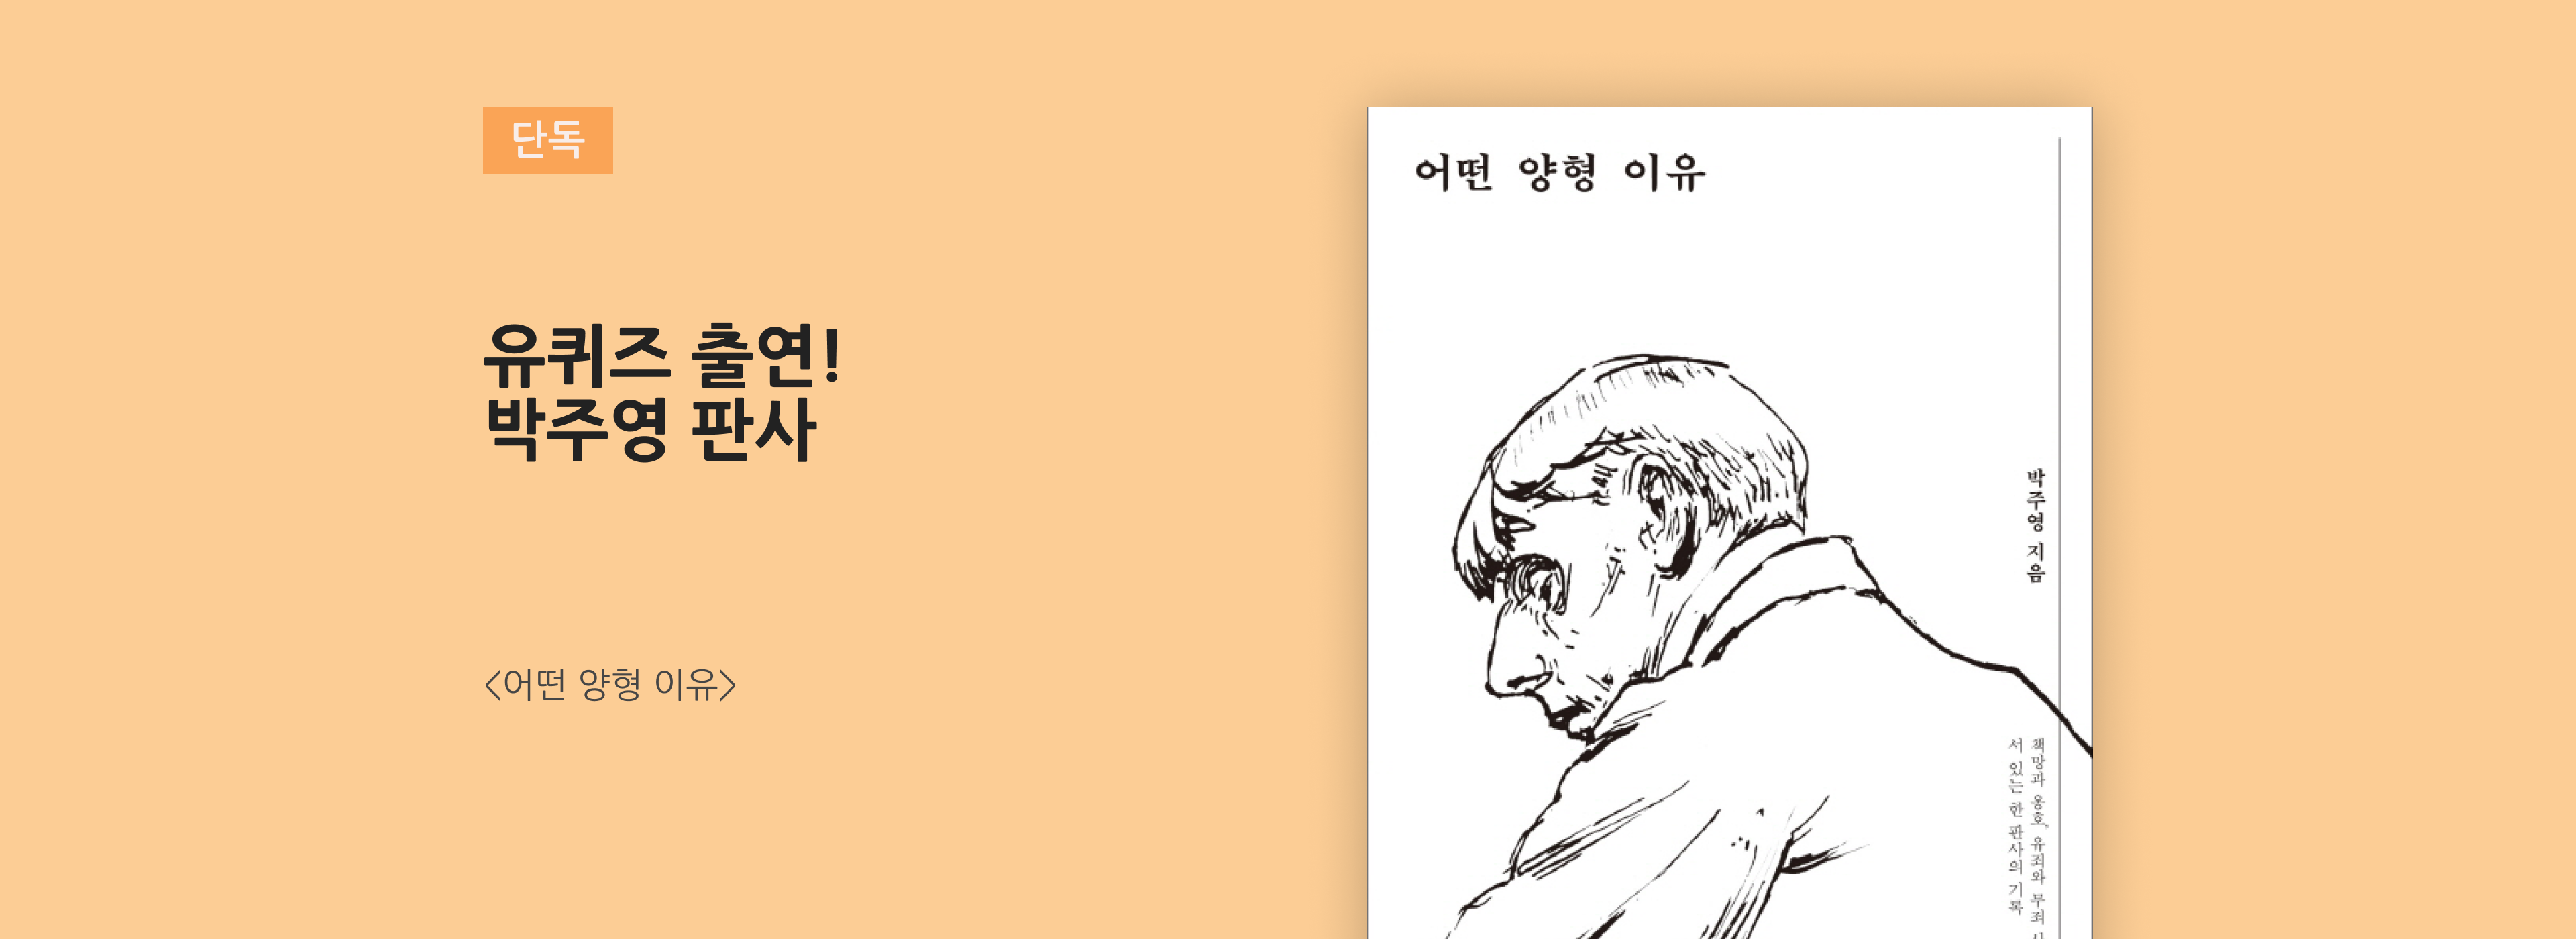 단독
유퀴즈 출연!
박주영 판사
<어떤 양형 이유>
어떤 양형 이유
박주영 지음
책망과 옹호, 유죄와 무죄
서 있는 한 판사의 기록